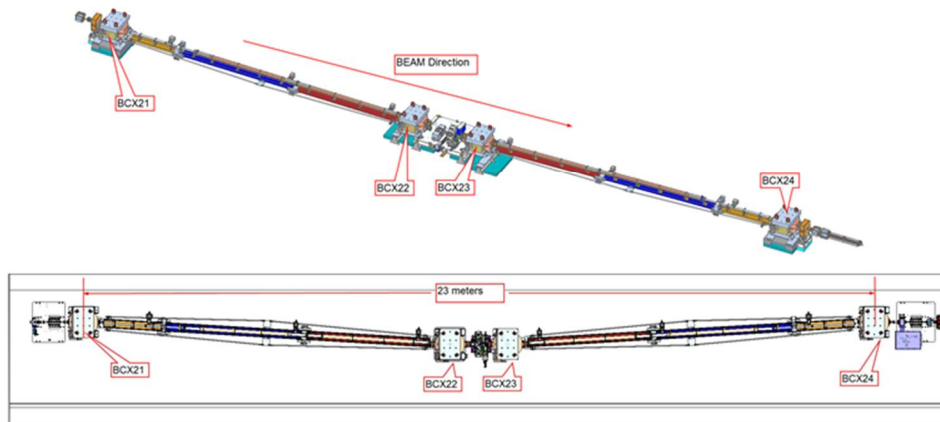 BEAM Direction
BCX21
BCX22
BCX23
BCX24
23 meters
BCX21
BCX22
BCX23
BCX24